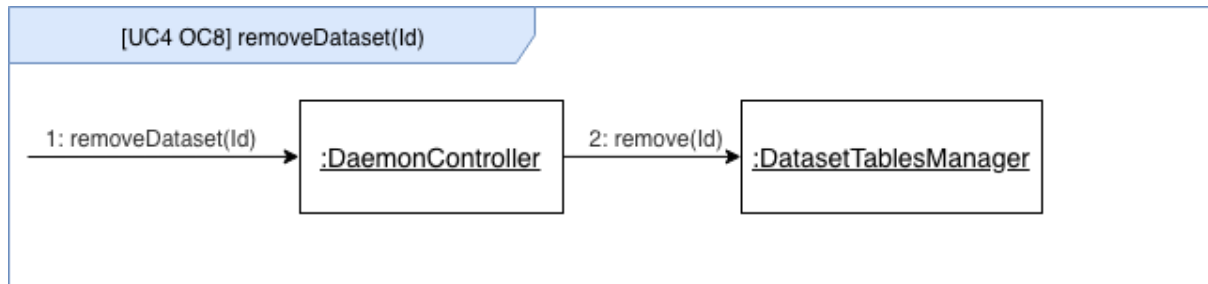 [UC4 OC8] removeDataset(Id)
1: removeDataset(Id)
:DaemonController
2: remove(Id)
:DatasetTablesManager